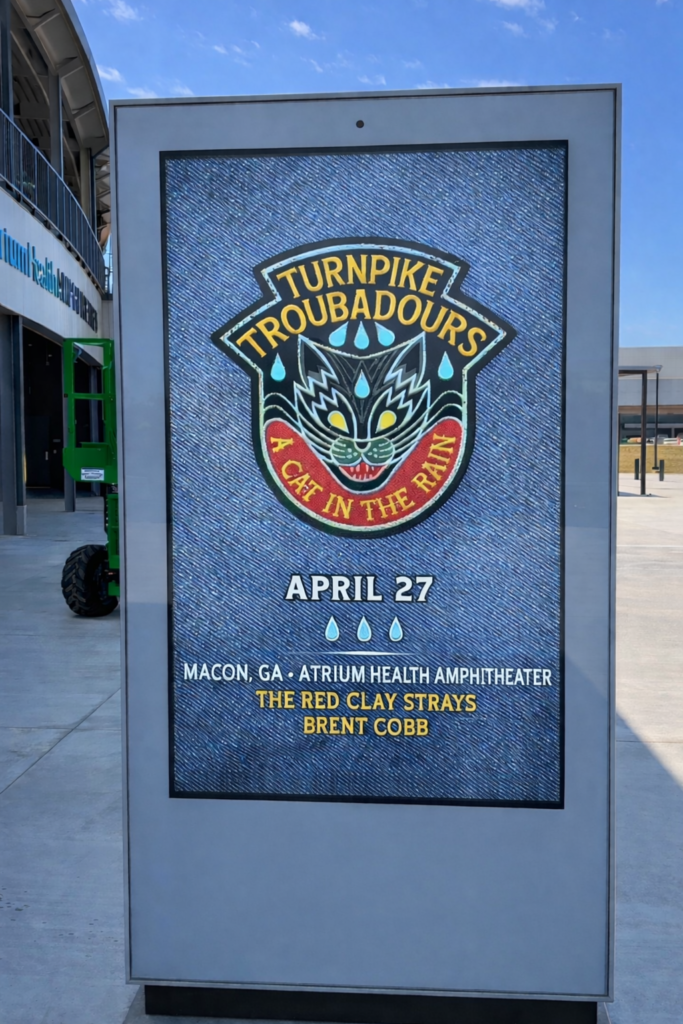 TURNPIKE
TROUBADOURS
A CAT IN THE RAIN
APRIL 27
MACON, GA • ATRIUM HEALTH AMPHITHEATER
THE RED CLAY STRAYS
BRENT COBB
Health